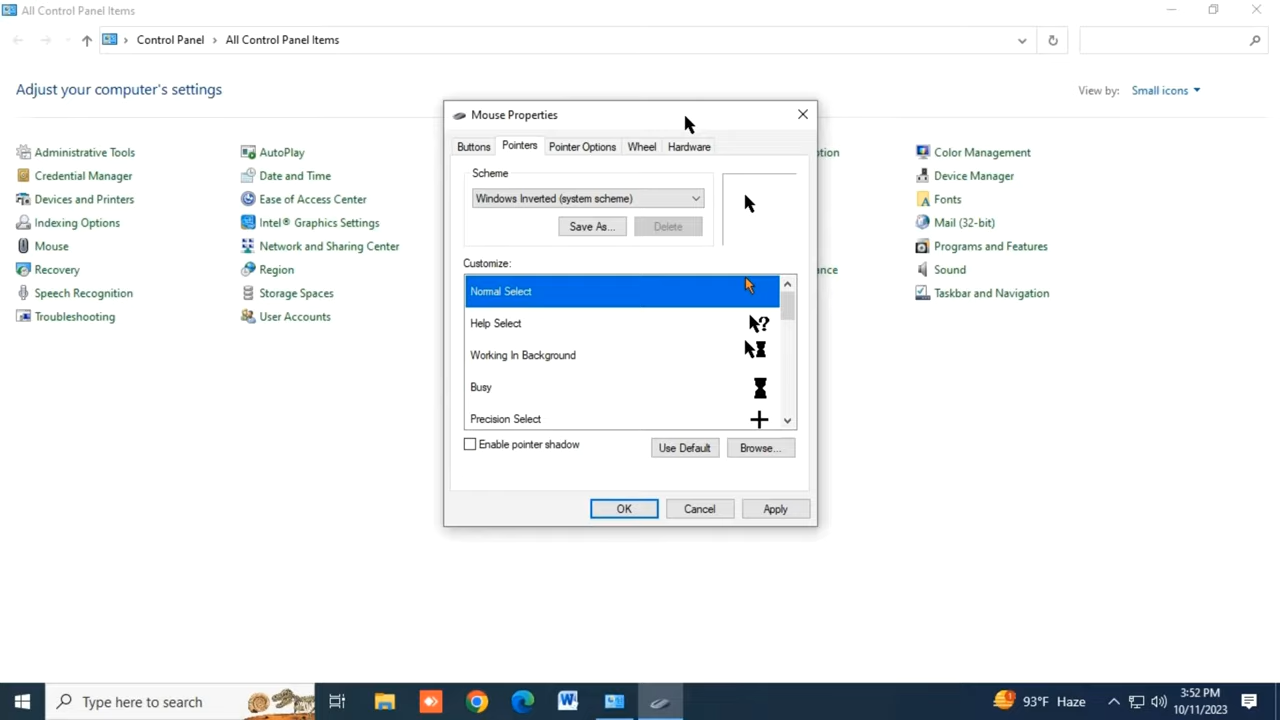 All Control Panel Items
Control Panel > All Control Panel Items
Adjust your computer's settings
View by: Small icons
Administrative Tools
Credential Manager
Devices and Printers
Indexing Options
Mouse
Recovery
Speech Recognition
Troubleshooting
AutoPlay
Date and Time
Ease of Access Center
Intel® Graphics Settings
Network and Sharing Center
Region
Storage Spaces
User Accounts
Mouse Properties
Buttons Pointers Pointer Options Wheel Hardware
Scheme
Windows Inverted (system scheme)
Save As... Delete
Customize:
Normal Select
Help Select
Working In Background
Busy
Precision Select
Enable pointer shadow
Use Default Browse...
OK Cancel Apply
Color Management
Device Manager
Fonts
Mail (32-bit)
Programs and Features
Sound
Taskbar and Navigation
Type here to search
93°F Haze
3:52 PM
10/11/2023